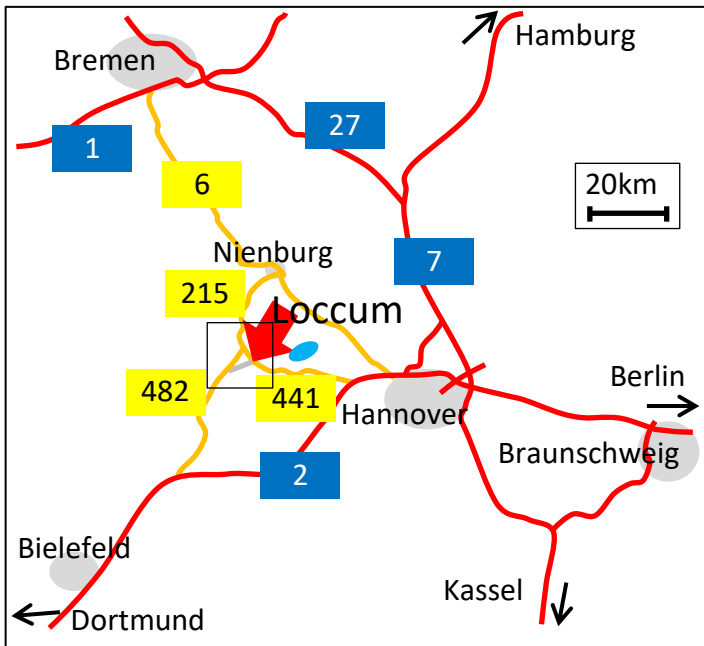 Hamburg
Bremen
27
1
6
20km
Nienburg
7
215
Loccum
482
441
Hannover
Berlin
Braunschweig
2
Bielefeld
Kassel
Dortmund